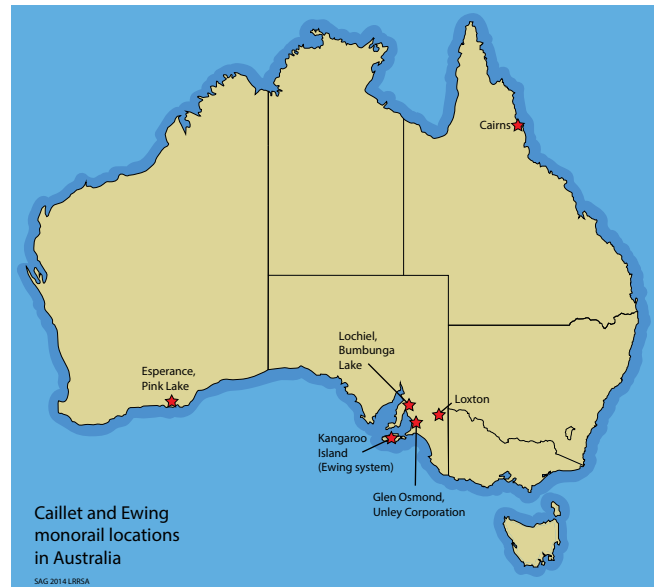 Cairns
Lochiel,
Bumbunga
Lake
Esperance,
Pink Lake
Loxton
Kangaroo
Island
(Ewing system)
Glen Osmond,
Unley Corporation
Caillet and Ewing
monorail locations
in Australia
SAG 2014 LRRSA